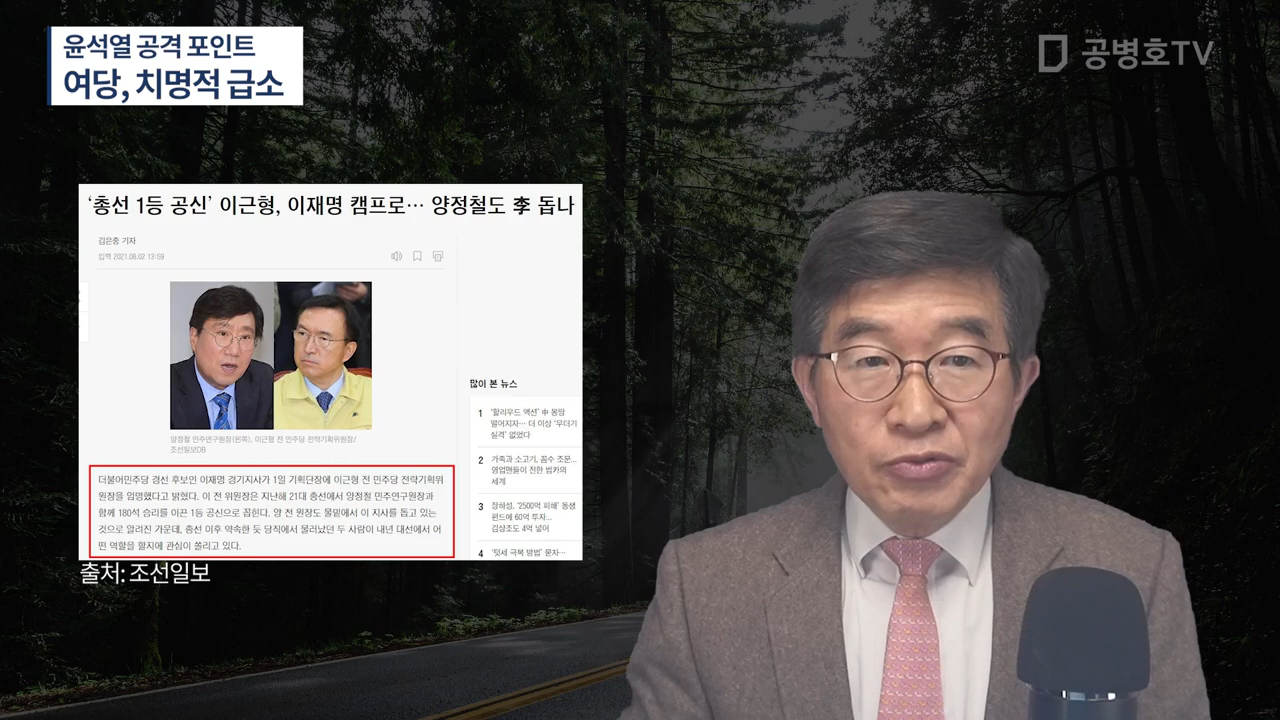 윤석열 공격 포인트
여당, 치명적 급소
공병호TV
‘총선 1등 공신’ 이근형, 이재명 캠프로… 양정철도 李 돕나
김은중 기자
입력 2021.08.02 13:59
양정철 민주연구원장(왼쪽), 이근형 전 민주당 전략기획위원장/
조선일보DB
더불어민주당 경선 후보인 이재명 경기지사가 1일 기획단장에 이근형 전 민주당 전략기획위
원장을 임명했다고 밝혔다. 이 전 위원장은 지난해 21대 총선에서 양정철 민주연구원장과
함께 180석 승리를 이끈 1등 공신으로 꼽힌다. 양 전 원장도 물밑에서 이 지사를 돕고 있는
것으로 알려진 가운데, 총선 이후 약속한 듯 당직에서 물러났던 두 사람이 내년 대선에서 어
떤 역할을 할지에 관심이 쏠리고 있다.
많이 본 뉴스
1 ‘할리우드 액션’ 中 몽땅
떨어지자… 더 이상 ‘무더기
실격’ 없었다
2 가족과 소고기, 꼼수 조문…
영업맨들이 전한 법카의
세계
3 장하성, ‘2500억 피해’ 동생
펀드에 60억 투자…
김상조도 4억 넣어
4 ‘텃세 극복 방법’ 묻자…
출처: 조선일보